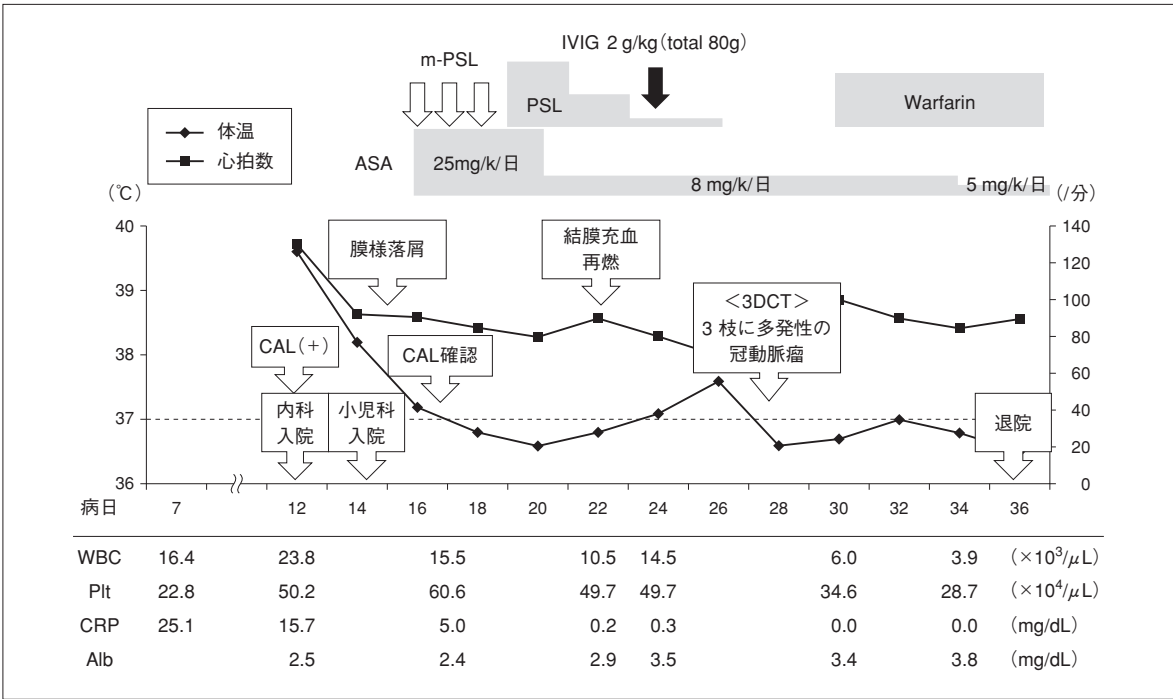 IVIG 2 g/kg（total 80g）
m-PSL
PSL
Warfarin
体温
心拍数
ASA
25mg/k/日
8 mg/k/日
5 mg/k/日
（℃）
（/分）
40
39
38
37
36
140
120
100
80
60
40
20
0
膜様落屑
結膜充血
再燃
＜3DCT＞
3 枝に多発性の
冠動脈瘤
CAL（＋）
CAL確認
内科
入院
小児科
入院
退院
病日 7 12 14 16 18 20 22 24 26 28 30 32 34 36
WBC 16.4 23.8 15.5 10.5 14.5 6.0 3.9 （×10³/μL）
Plt 22.8 50.2 60.6 49.7 49.7 34.6 28.7 （×10⁴/μL）
CRP 25.1 15.7 5.0 0.2 0.3 0.0 0.0 （mg/dL）
Alb 2.5 2.4 2.9 3.5 3.4 3.8 （mg/dL）